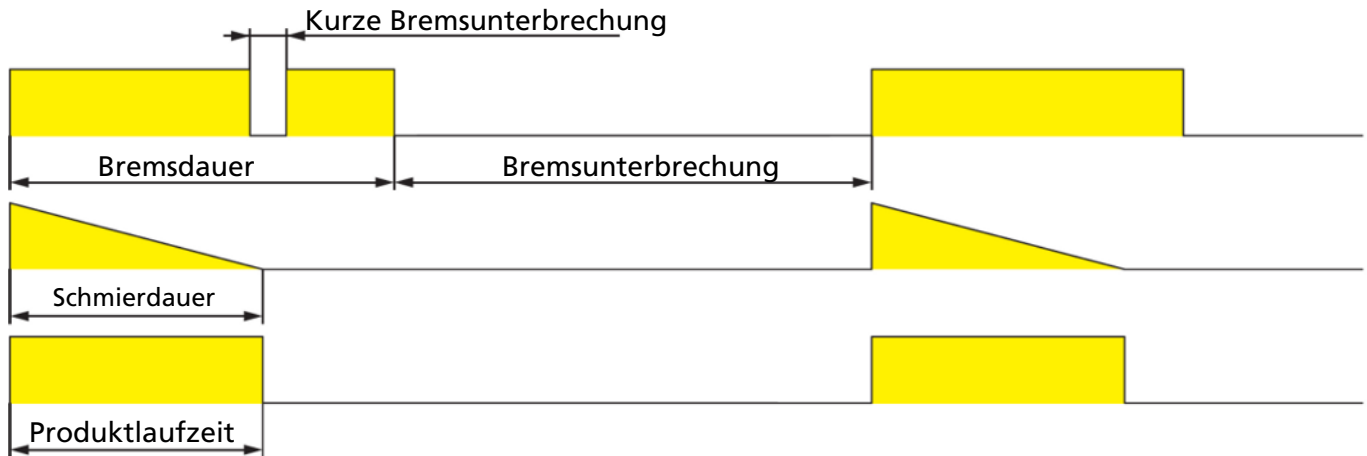 Kurze Bremsunterbrechung
Bremsdauer
Bremsunterbrechung
Schmierdauer
Produktlaufzeit